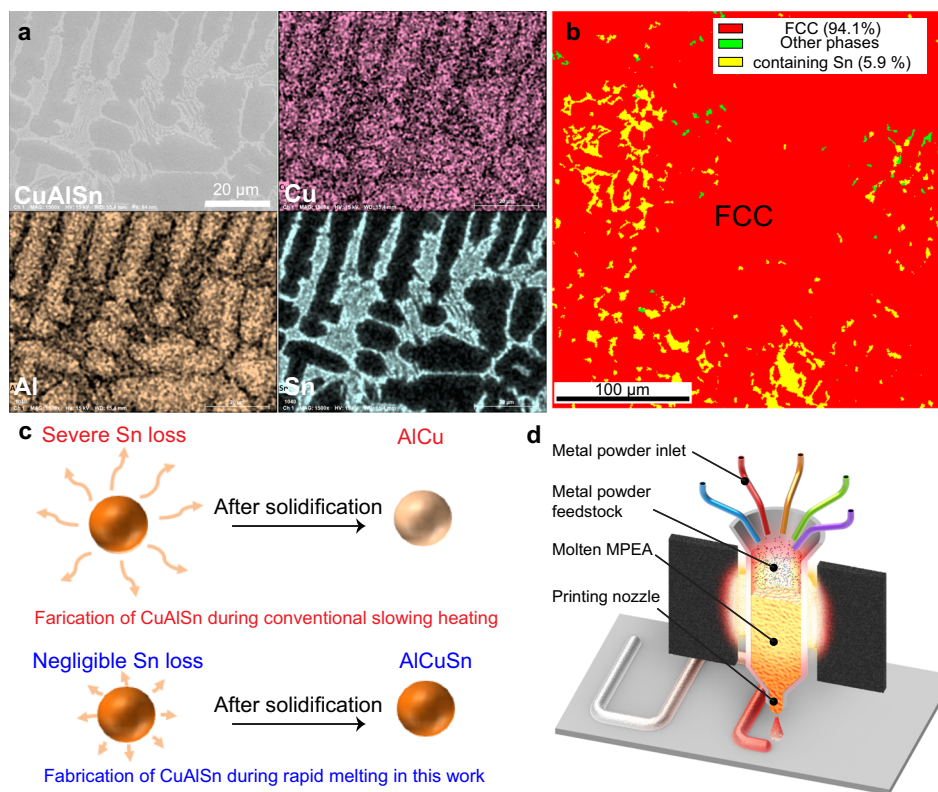 a
CuAlSn
20 µm
Cu
Al
Sn
b
FCC (94.1%)
Other phases
containing Sn (5.9 %)
FCC
100 µm
c
Severe Sn loss
AlCu
After solidification
Farication of CuAlSn during conventional slowing heating
Negligible Sn loss
AlCuSn
After solidification
Fabrication of CuAlSn during rapid melting in this work
d
Metal powder inlet
Metal powder
feedstock
Molten MPEA
Printing nozzle